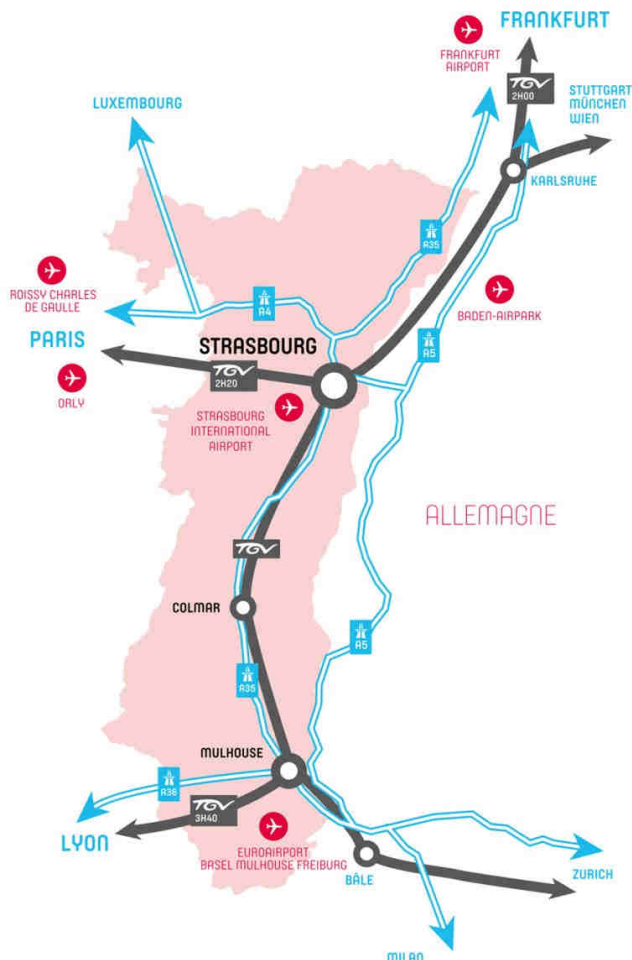 FRANKFURT
FRANKFURT
AIRPORT
TGV
2H00
STUTTGART
MÜNCHEN
WIEN
LUXEMBOURG
KARLSRUHE
A35
ROISSY CHARLES
DE GAULLE
A4
BADEN-AIRPARK
PARIS
STRASBOURG
A5
TGV
2H20
ORLY
STRASBOURG
INTERNATIONAL
AIRPORT
ALLEMAGNE
TGV
COLMAR
A5
A35
MULHOUSE
A36
TGV
3H40
LYON
EUROAIRPORT
BASEL MULHOUSE FREIBURG
BÂLE
ZURICH
MILAN